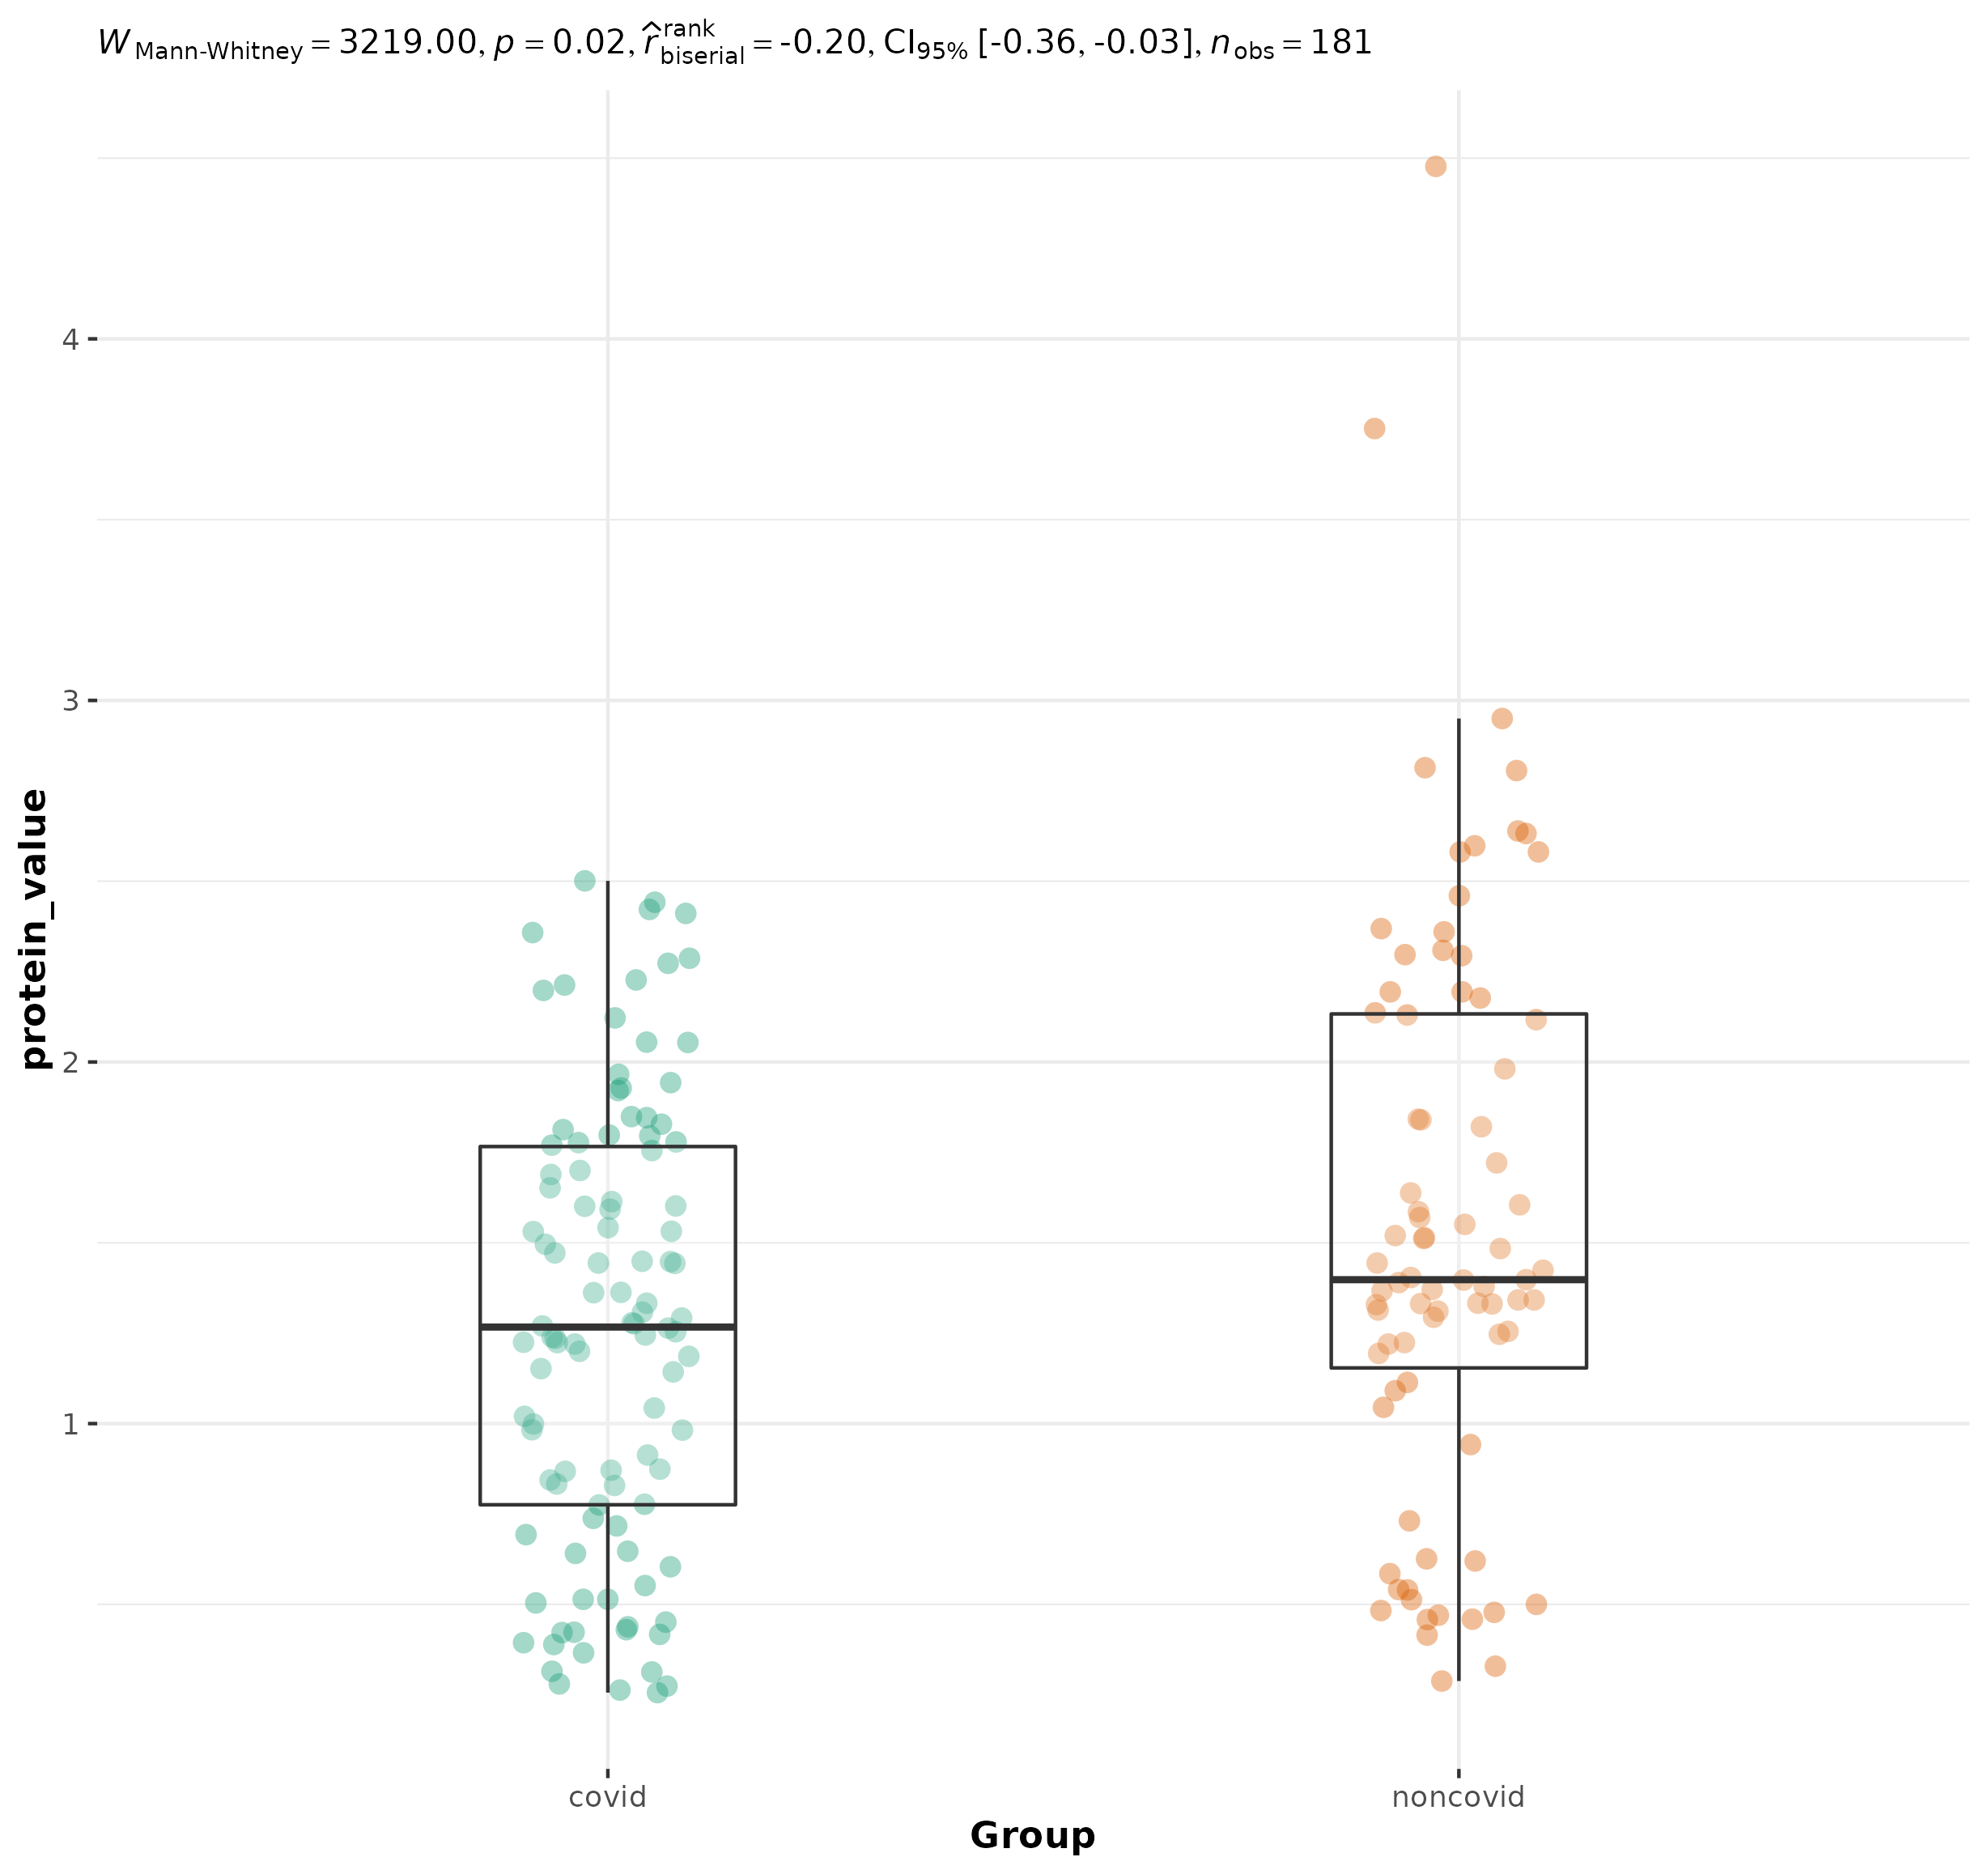 W Mann-Whitney = 3219.00, p = 0.02, r̂ rank biserial = -0.20, CI95% [-0.36, -0.03], nobs = 181
4
3
2
1
protein_value
covid noncovid
Group